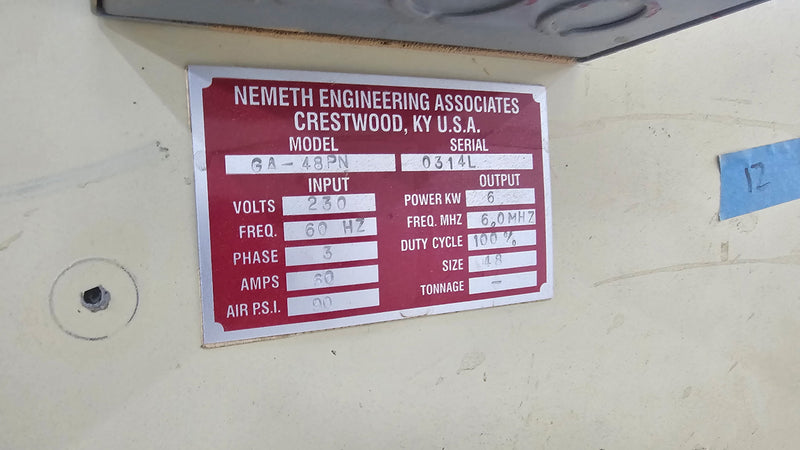 NEMETH ENGINEERING ASSOCIATES
CRESTWOOD, KY U.S.A.
MODEL SERIAL
GA-48PN 0314L
INPUT OUTPUT
VOLTS 230 POWER KW 6
FREQ. 60 HZ FREQ. MHZ 6.0MHZ
PHASE 3 DUTY CYCLE 100%
AMPS 60 SIZE 48
AIR P.S.I. 90 TONNAGE -
12